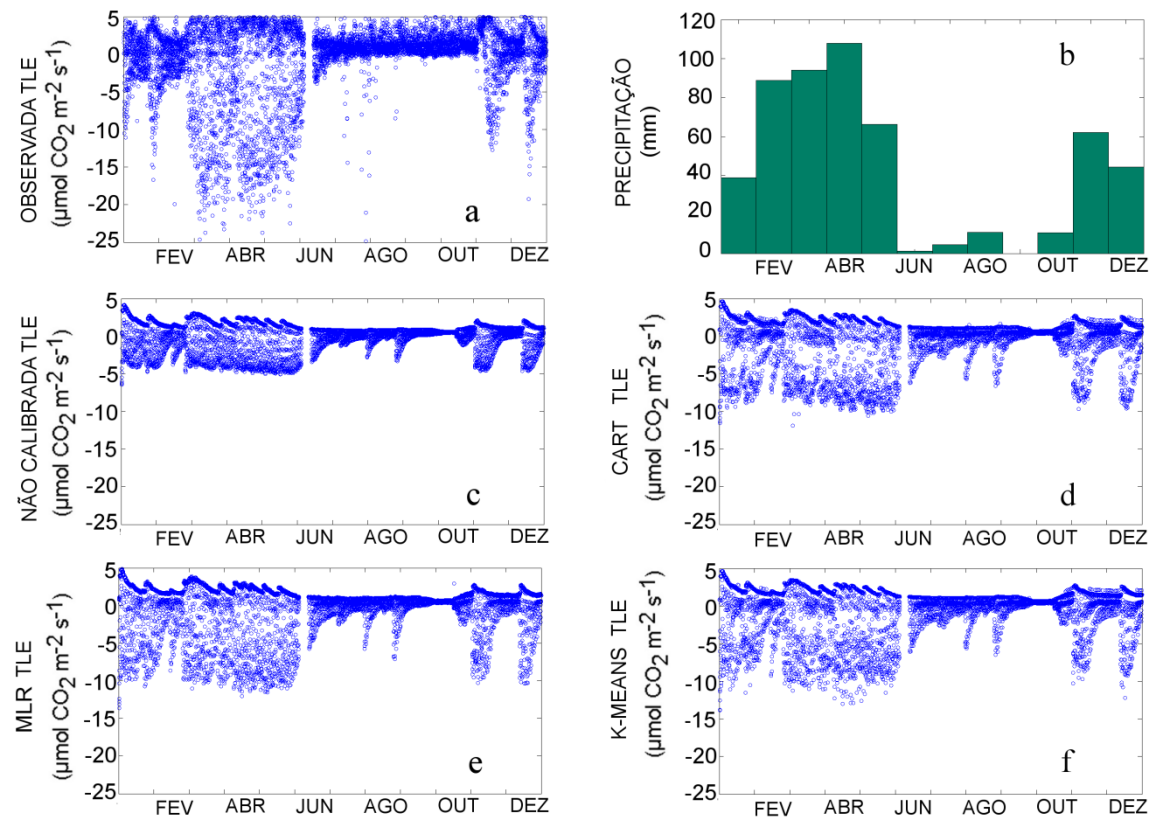 OBSERVADA TLE
(µmol CO2 m-2 s-1)
5
0
-5
-10
-15
-20
-25
a
FEV ABR JUN AGO OUT DEZ
PRECIPITAÇÃO
(mm)
120
100
80
60
40
20
0
b
FEV ABR JUN AGO OUT DEZ
NÃO CALIBRADA TLE
(µmol CO2 m-2 s-1)
5
0
-5
-10
-15
-20
-25
c
FEV ABR JUN AGO OUT DEZ
CART TLE
(µmol CO2 m-2 s-1)
5
0
-5
-10
-15
-20
-25
d
FEV ABR JUN AGO OUT DEZ
MLR TLE
(µmol CO2 m-2 s-1)
5
0
-5
-10
-15
-20
-25
e
FEV ABR JUN AGO OUT DEZ
K-MEANS TLE
(µmol CO2 m-2 s-1)
5
0
-5
-10
-15
-20
-25
f
FEV ABR JUN AGO OUT DEZ